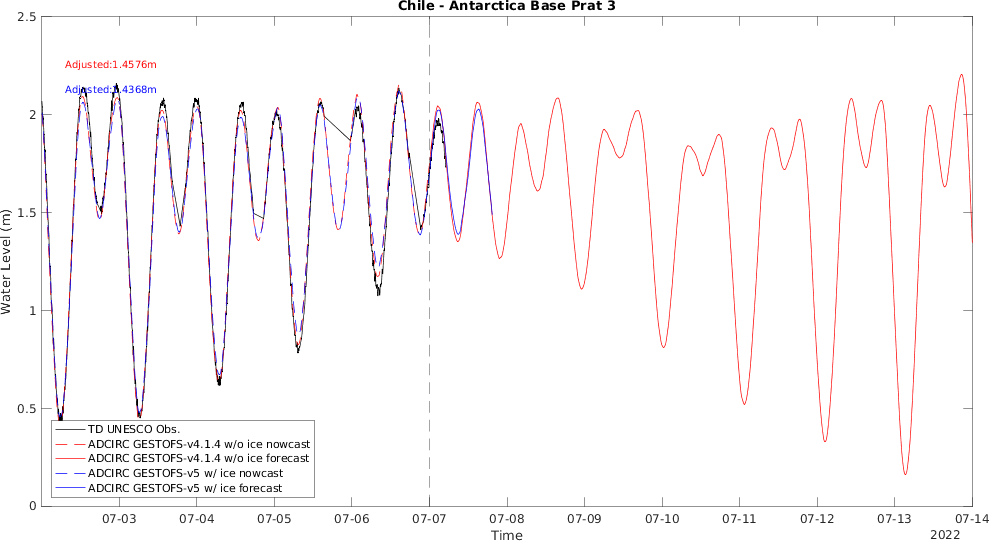 Chile - Antarctica Base Prat 3
2.5
2
1.5
1
0.5
0
Water Level (m)
Adjusted:1.4576m
Adjusted:1.4368m
TD UNESCO Obs.
ADCIRC GESTOFS-v4.1.4 w/o ice nowcast
ADCIRC GESTOFS-v4.1.4 w/o ice forecast
ADCIRC GESTOFS-v5 w/ ice nowcast
ADCIRC GESTOFS-v5 w/ ice forecast
07-03 07-04 07-05 07-06 07-07 07-08 07-09 07-10 07-11 07-12 07-13 07-14
Time
2022